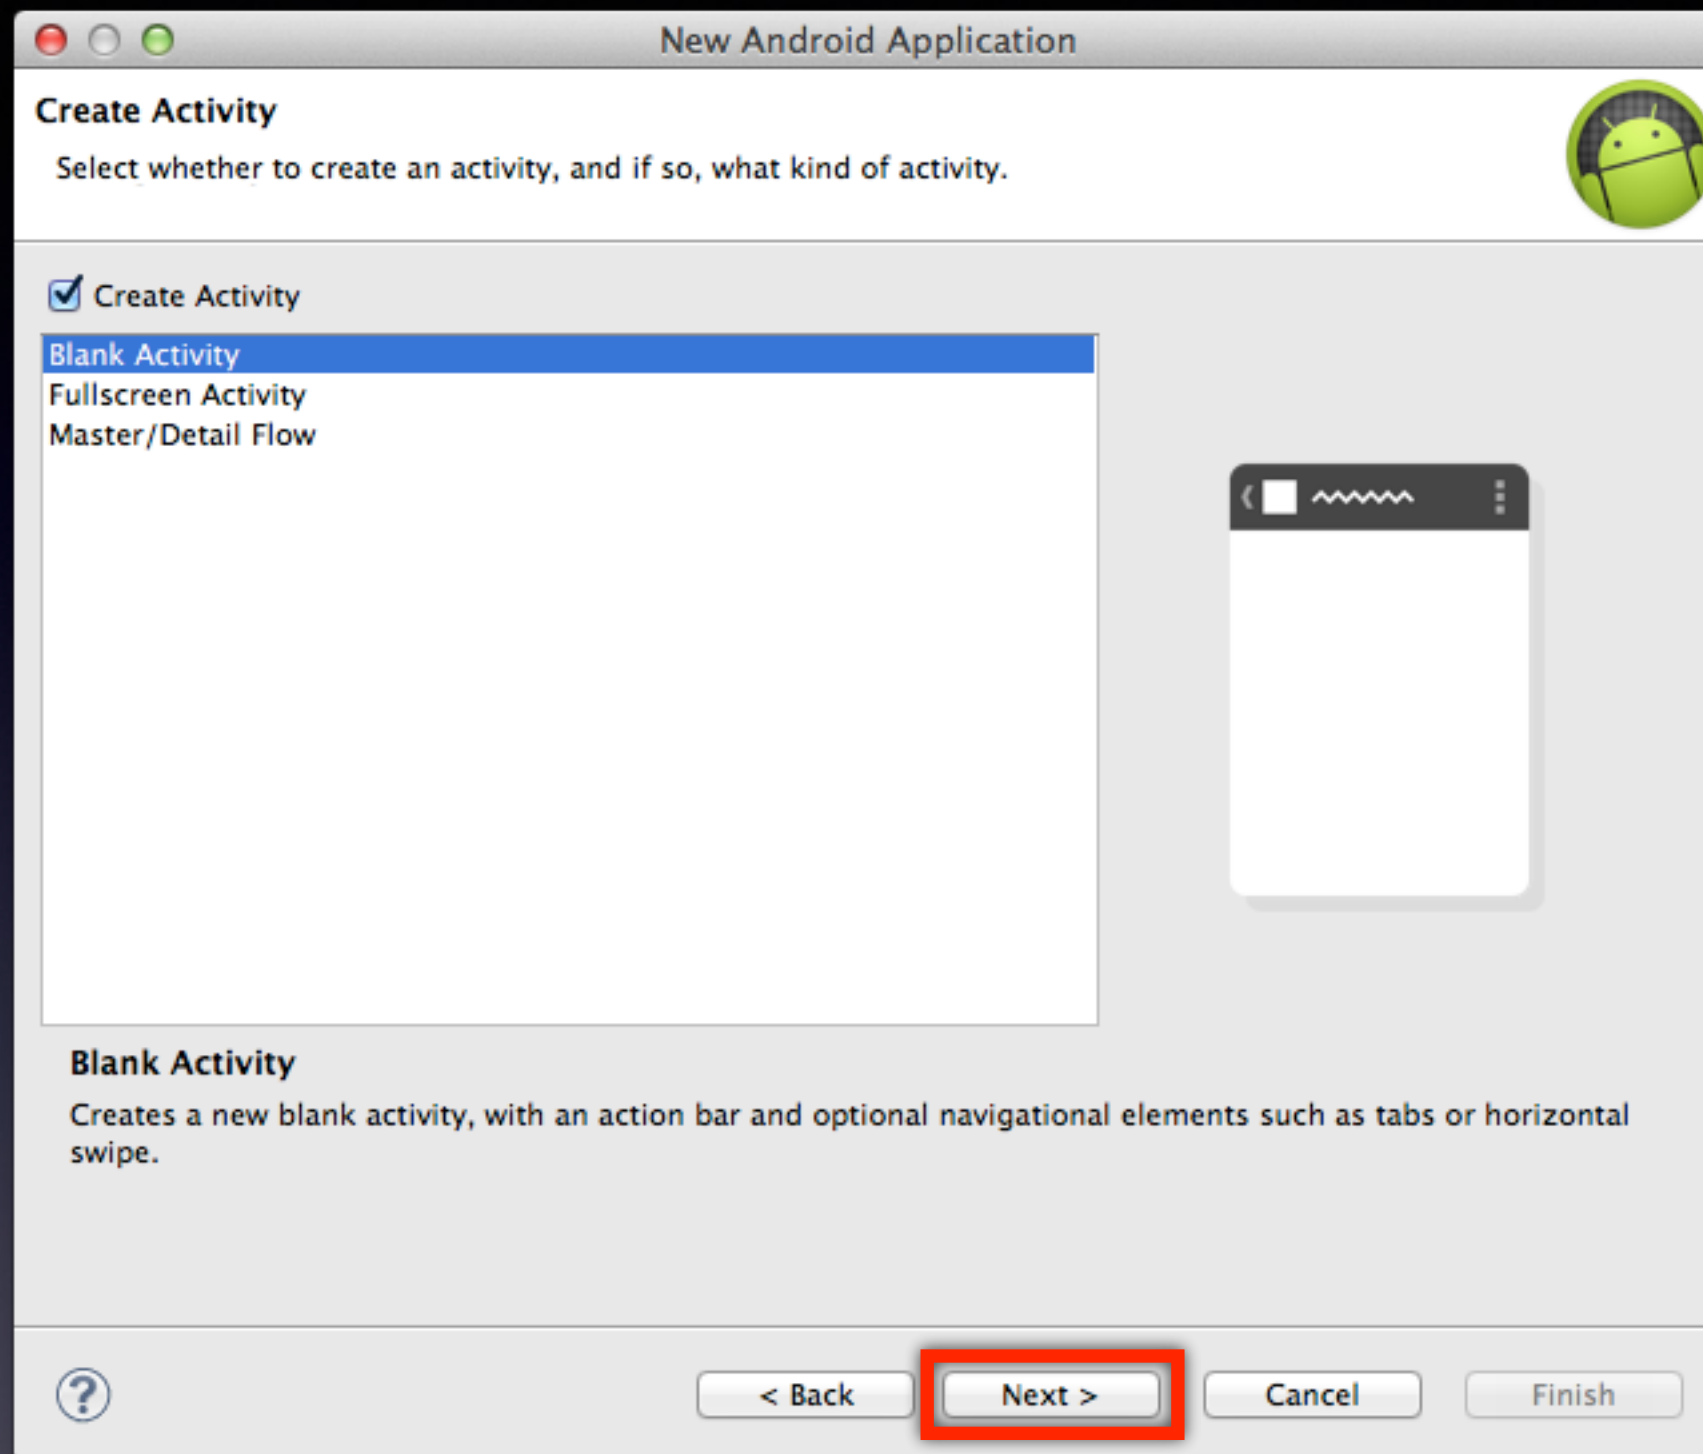 New Android Application
Create Activity
Select whether to create an activity, and if so, what kind of activity.
Create Activity
Blank Activity
Fullscreen Activity
Master/Detail Flow
Blank Activity
Creates a new blank activity, with an action bar and optional navigational elements such as tabs or horizontal
swipe.
?
< Back
Next >
Cancel
Finish